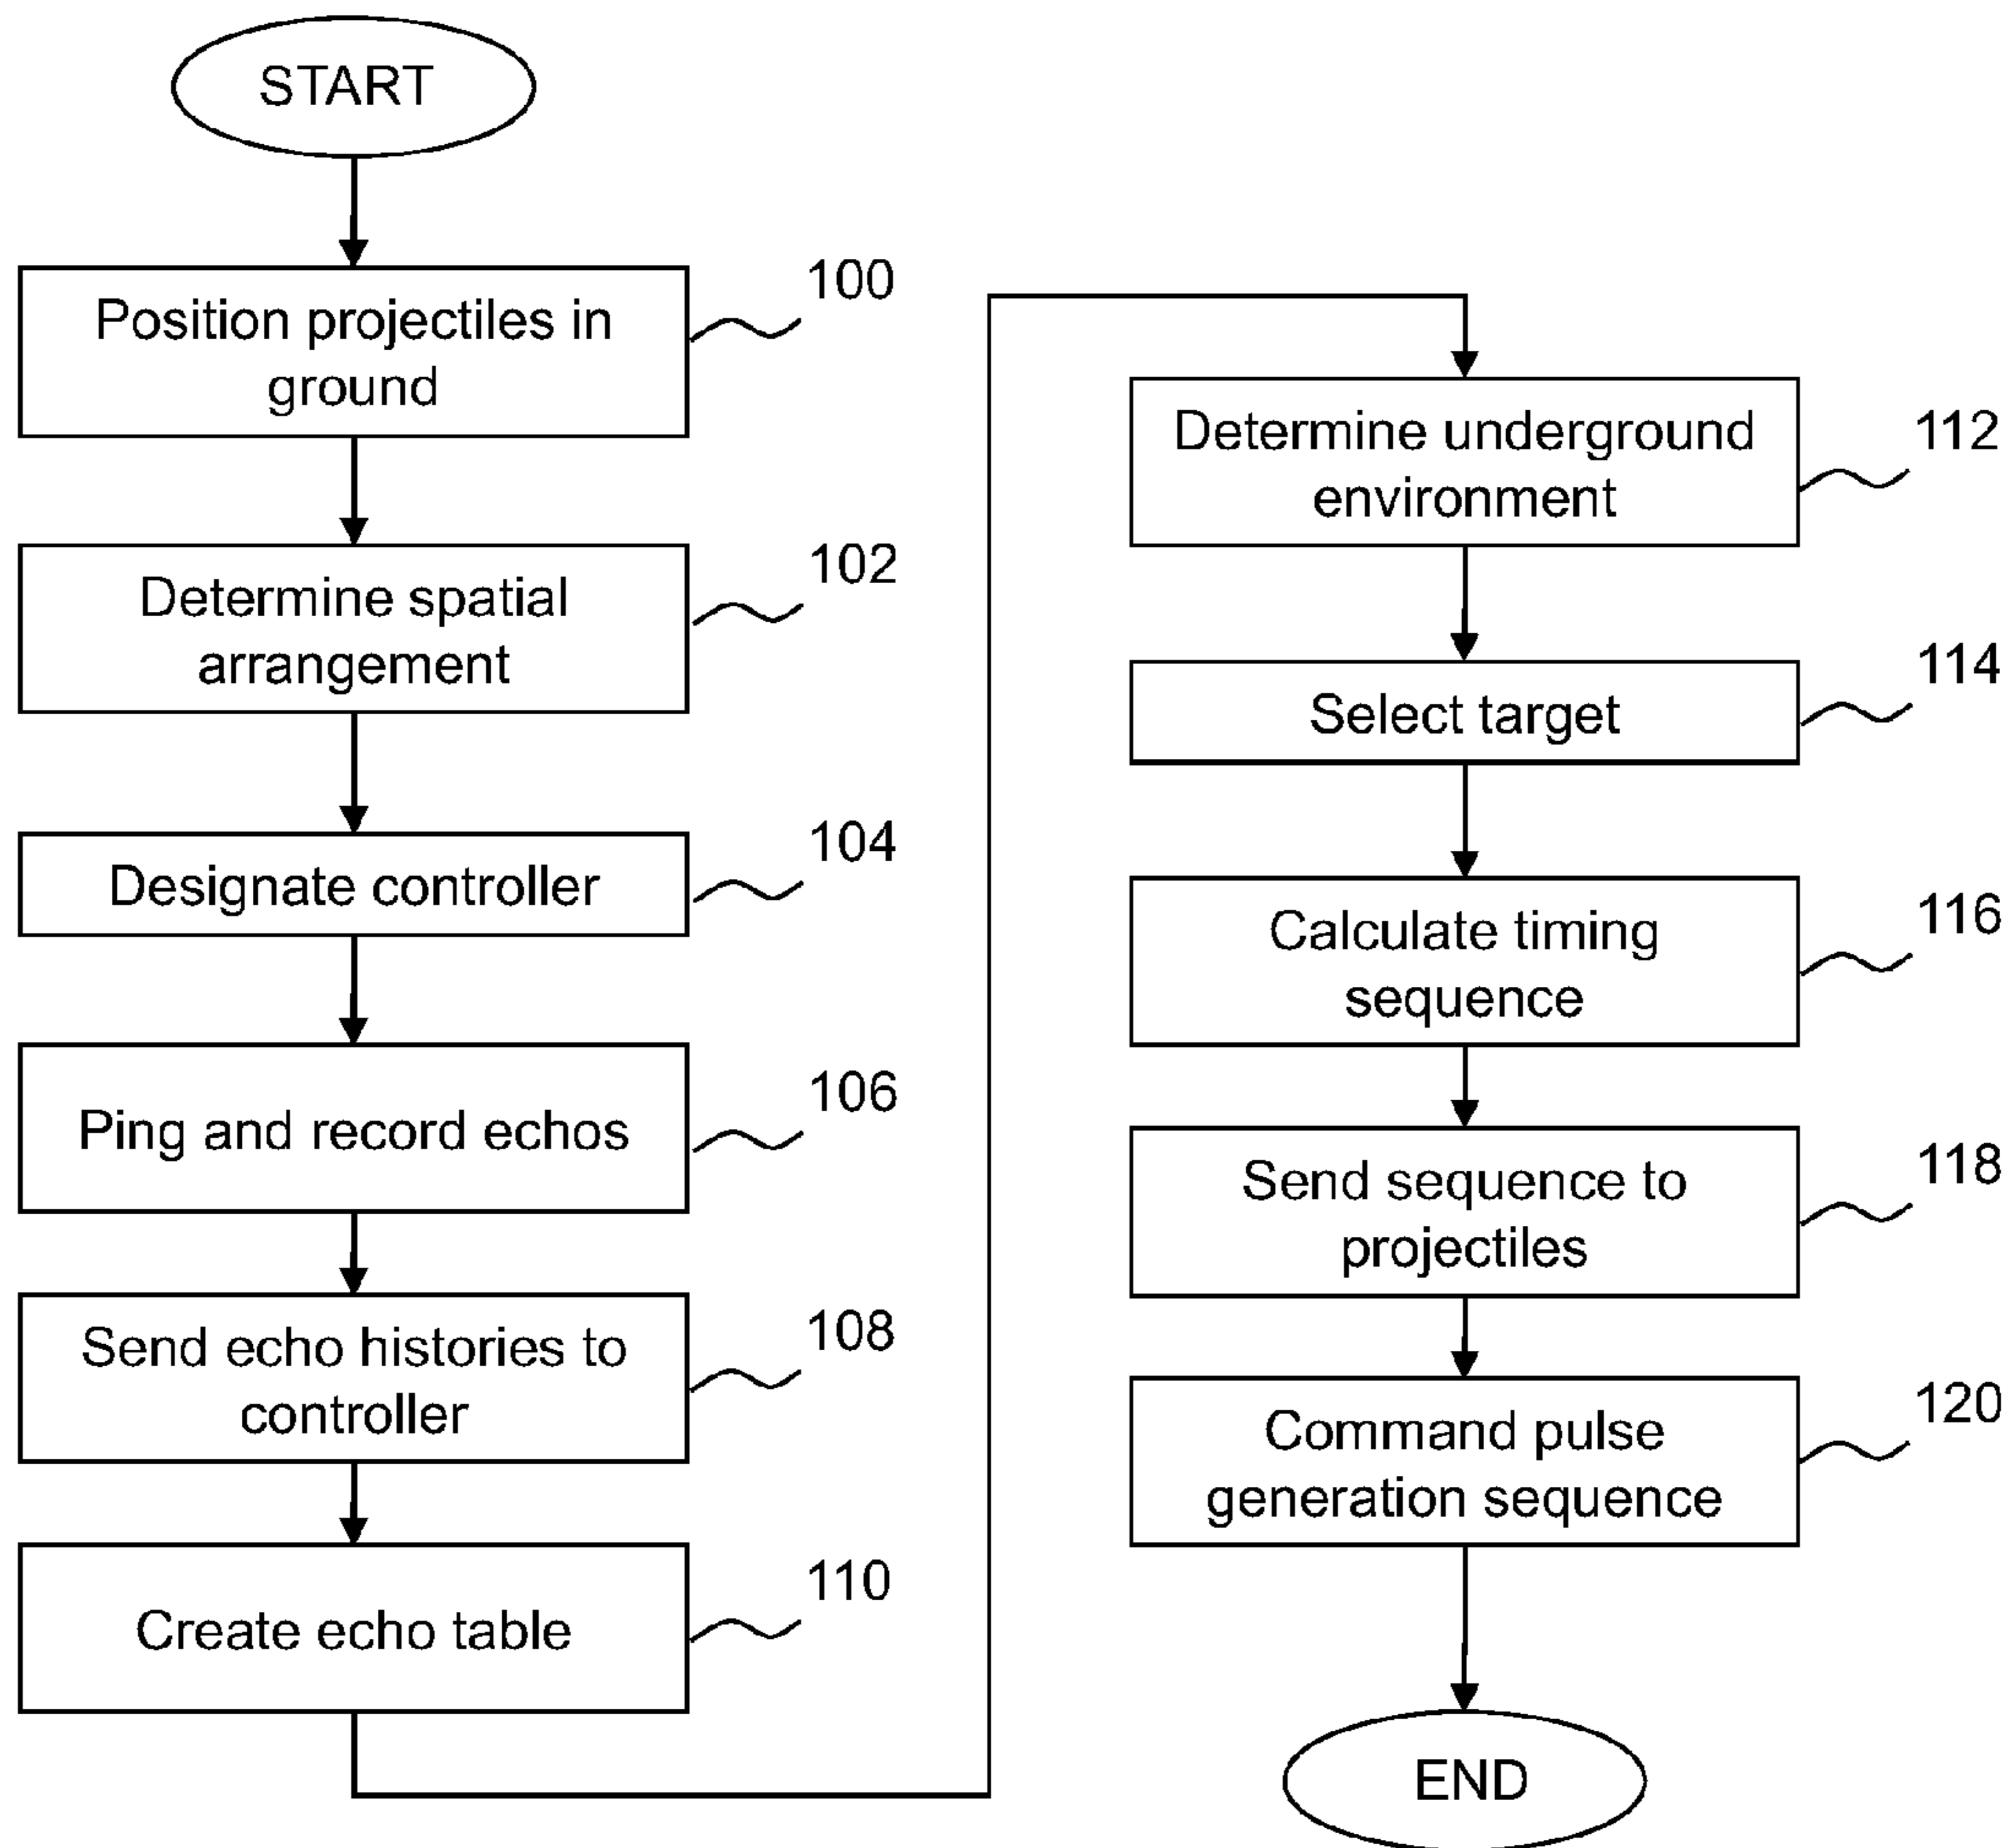 START
Position projectiles in
ground
100
Determine spatial
arrangement
102
Designate controller
104
Ping and record echos
106
Send echo histories to
controller
108
Create echo table
110
Determine underground
environment
112
Select target
114
Calculate timing
sequence
116
Send sequence to
projectiles
118
Command pulse
generation sequence
120
END